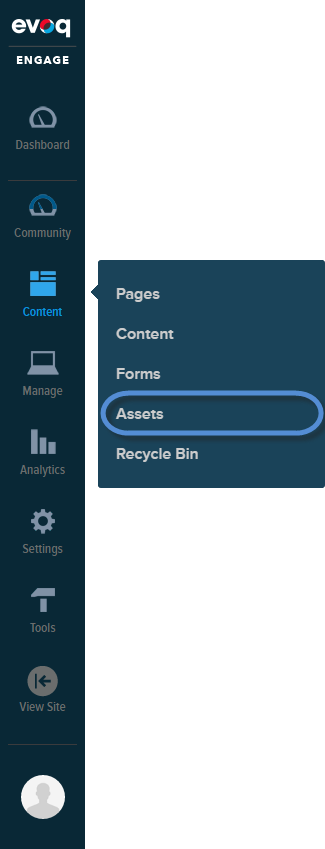 evoq
ENGAGE
Dashboard
Community
Content
Manage
Analytics
Settings
Tools
View Site
Pages
Content
Forms
Assets
Recycle Bin